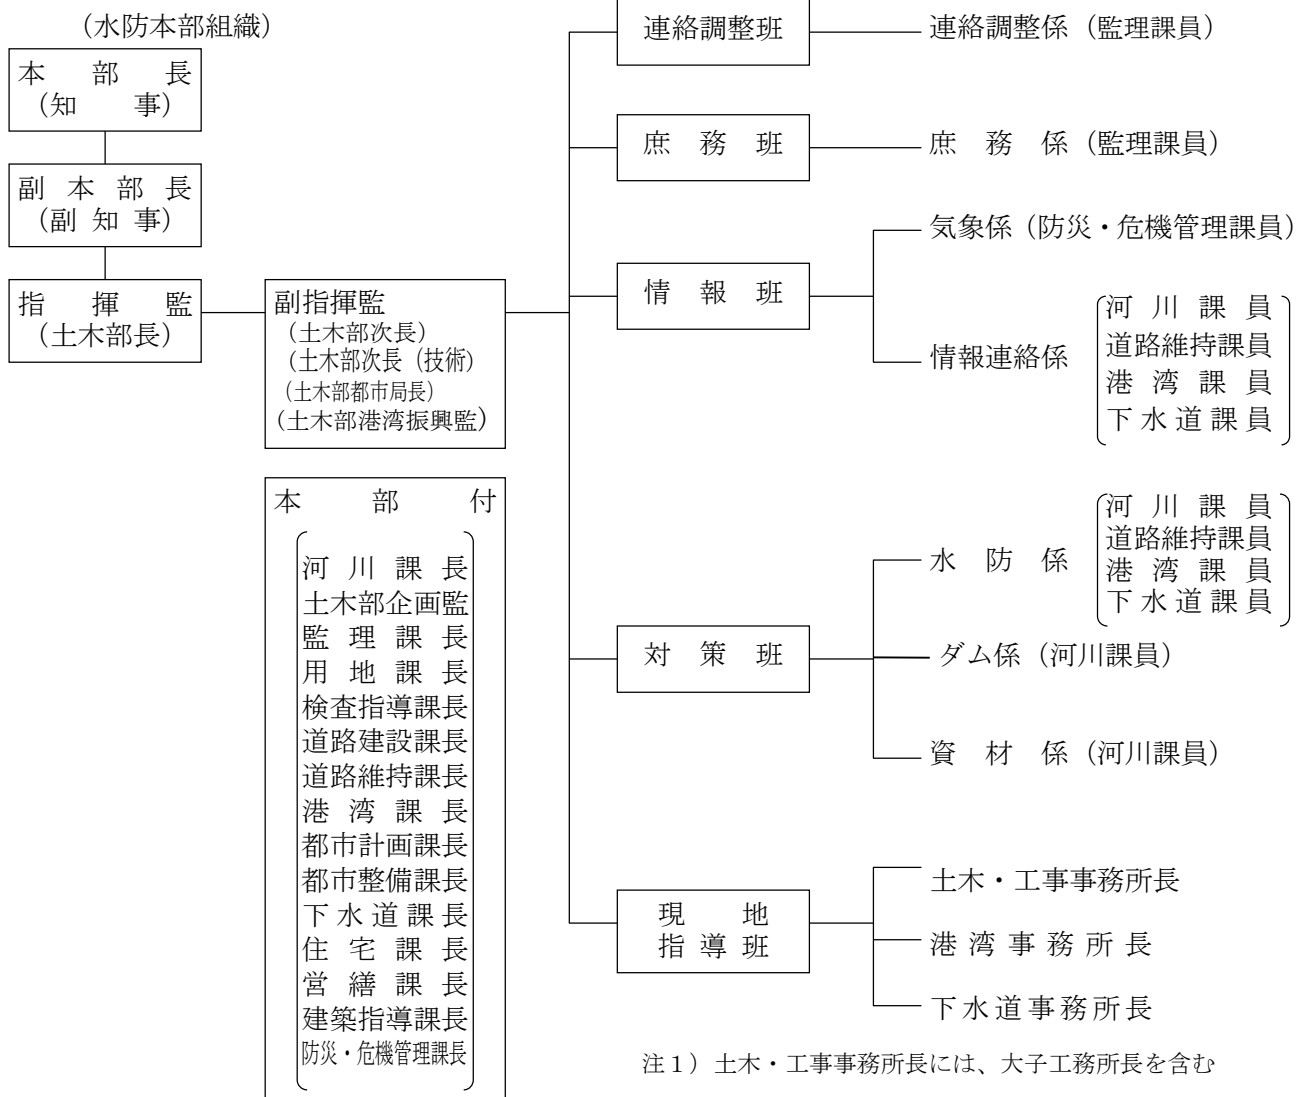 (水防本部組織)
本部長
(知事)
副本部長
(副知事)
指揮監
(土木部長)
副指揮監
(土木部次長)
(土木部次長(技術)
(土木部都市局長)
(土木部港湾振興監)
本部付
河川課長
土木部企画監
監理課長
用地課長
検査指導課長
道路建設課長
道路維持課長
港湾課長
都市計画課長
都市整備課長
下水道課長
住宅課長
営繕課長
建築指導課長
防災・危機管理課長
連絡調整班
連絡調整係(監理課員)
庶務班
庶務係(監理課員)
情報班
気象係(防災・危機管理課員)
情報連絡係
河川課員
道路維持課員
港湾課員
下水道課員
対策班
水防係
河川課員
道路維持課員
港湾課員
下水道課員
ダム係(河川課員)
資材係(河川課員)
現地
指導班
土木・工事事務所長
港湾事務所長
下水道事務所長
注1)土木・工事事務所長には、大子工務所長を含む